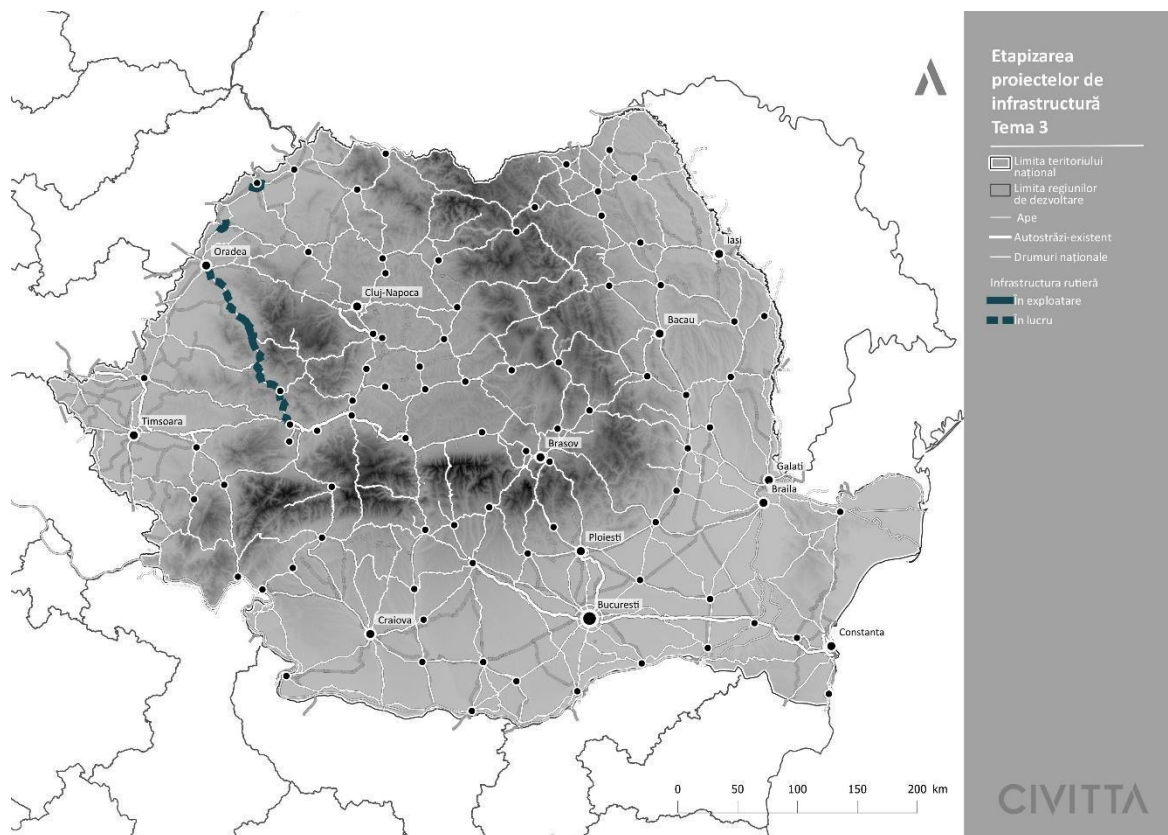 Etapizarea
proiectelor de
infrastructură
Tema 3
Limita teritoriului
național
Limita regiunilor
de dezvoltare
Ape
Autostrăzi-existent
Drumuri naționale
Infrastructura rutieră
În exploatare
În lucru
Oradea
Iasi
Cluj-Napoca
Bacau
Timsoara
Brasov
Galati
Braila
Ploiesti
Bucuresti
Craiova
Constanta
0 50 100 150 200 km
CIVITTA